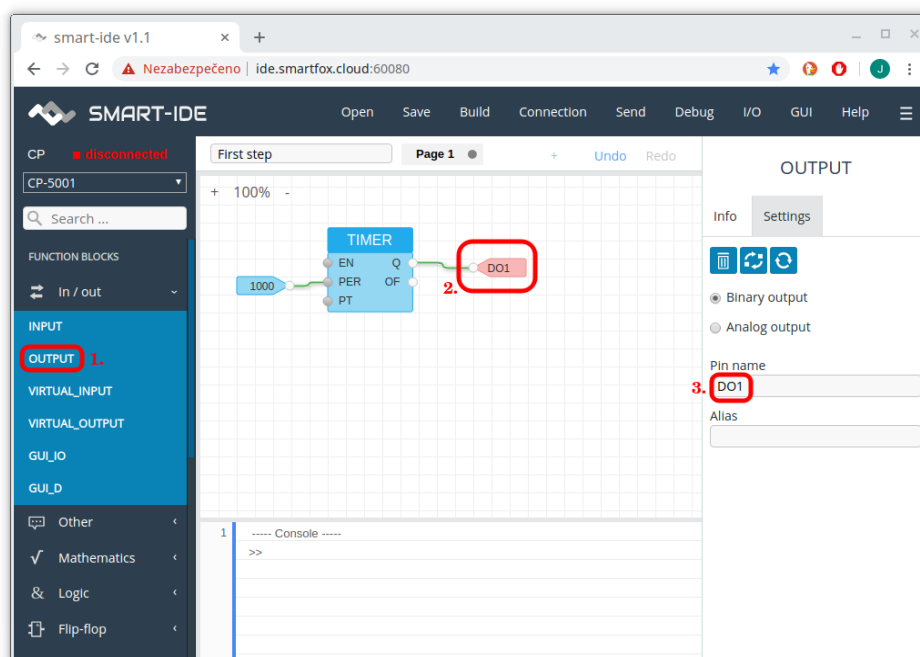 smart-ide v1.1
Nezabezpečeno | ide.smartfox.cloud:60080
J
SMART-IDE
Open Save Build Connection Send Debug I/O GUI Help
CP disconnected
CP-5001
Search ...
FUNCTION BLOCKS
In / out
INPUT
OUTPUT 1.
VIRTUAL_INPUT
VIRTUAL_OUTPUT
GUI_IO
GUI_D
Other
Mathematics
& Logic
Flip-flop
First step Page 1 + Undo Redo
+ 100% -
TIMER
EN Q
1000 PER OF
PT
DO1
2.
1 ----- Console -----
>>
OUTPUT
Info Settings
Binary output
Analog output
Pin name
3. DO1
Alias